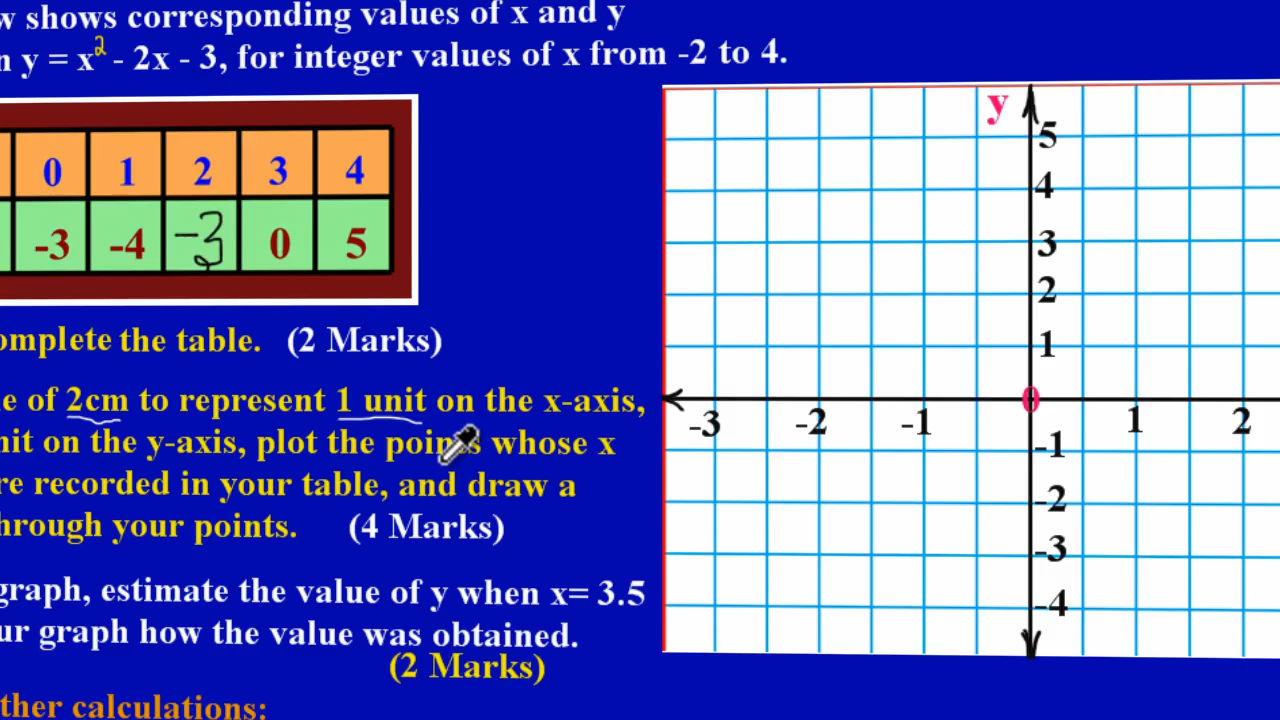 w shows corresponding values of x and y
n y = x² - 2x - 3, for integer values of x from -2 to 4.
0 1 2 3 4
-3 -4 -3 0 5
omplete the table. (2 Marks)
e of 2cm to represent 1 unit on the x-axis,
nit on the y-axis, plot the points whose x
re recorded in your table, and draw a
hrough your points. (4 Marks)
graph, estimate the value of y when x= 3.5
ur graph how the value was obtained.
(2 Marks)
ther calculations:
y
5
4
3
2
1
-3 -2 -1 0 1 2
-1
-2
-3
-4